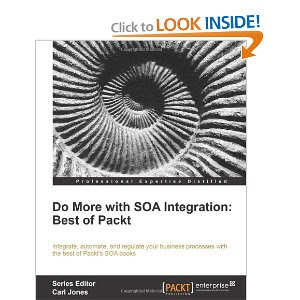 Click to LOOK INSIDE!
Professional Expertise Distilled
Do More with SOA Integration:
Best of Packt
Integrate, automate, and regulate your business processes with
the best of Packt's SOA books
Series Editor
Carl Jones
[PACKT] enterprise
PUBLISHING